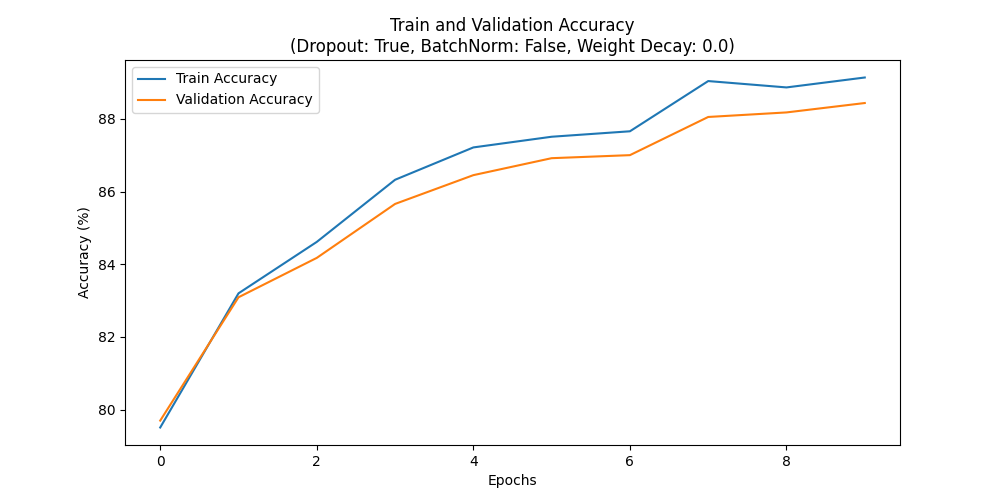 Train and Validation Accuracy
(Dropout: True, BatchNorm: False, Weight Decay: 0.0)
Train Accuracy
Validation Accuracy
88
86
84
82
80
Accuracy (%)
0 2 4 6 8
Epochs